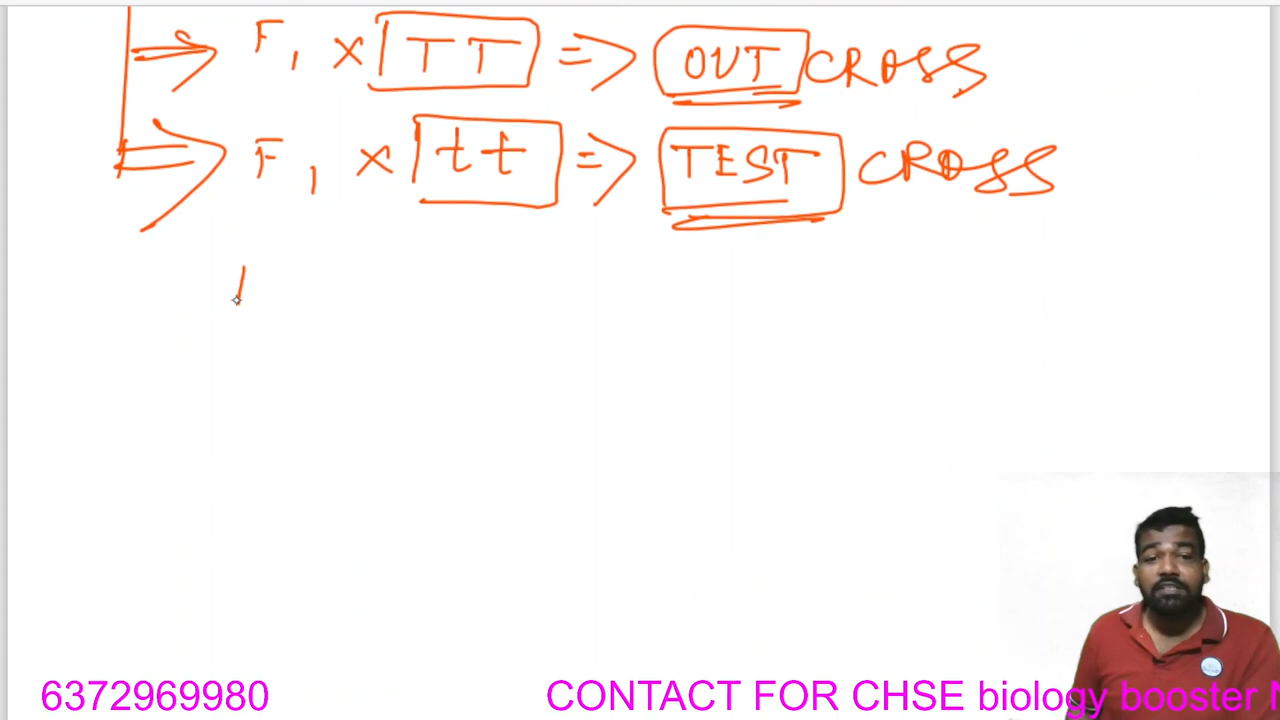 ⇒ F₁ × TT ⇒ OUT CROSS
⇒ F₁ × tt ⇒ TEST CROSS
6372969980 CONTACT FOR CHSE biology booster N